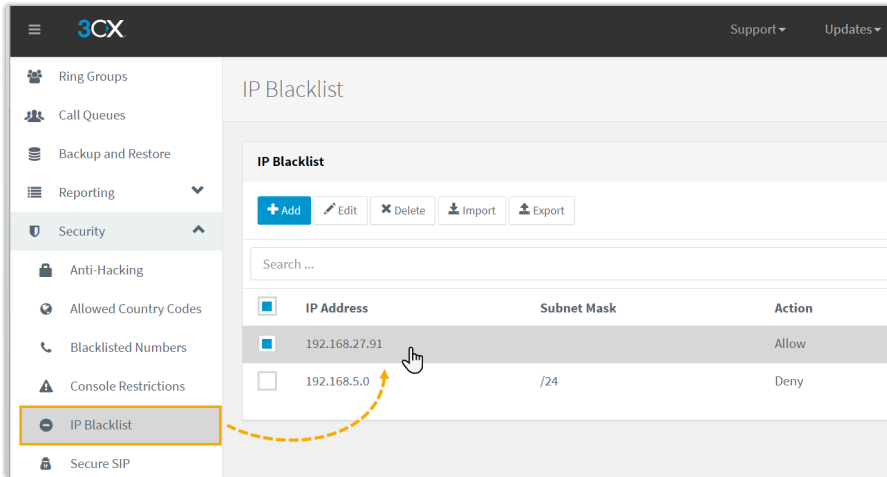 3CX
Support
Updates
Ring Groups
Call Queues
Backup and Restore
Reporting
Security
Anti-Hacking
Allowed Country Codes
Blacklisted Numbers
Console Restrictions
IP Blacklist
Secure SIP
IP Blacklist
IP Blacklist
Add Edit Delete Import Export
Search ...
IP Address Subnet Mask Action
192.168.27.91 Allow
192.168.5.0 /24 Deny